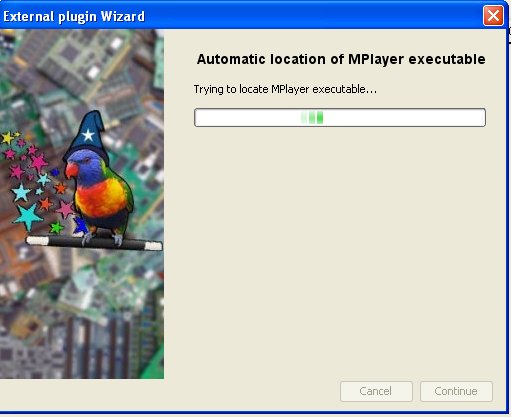 External plugin Wizard
Automatic location of MPlayer executable
Trying to locate MPlayer executable...
Cancel
Continue